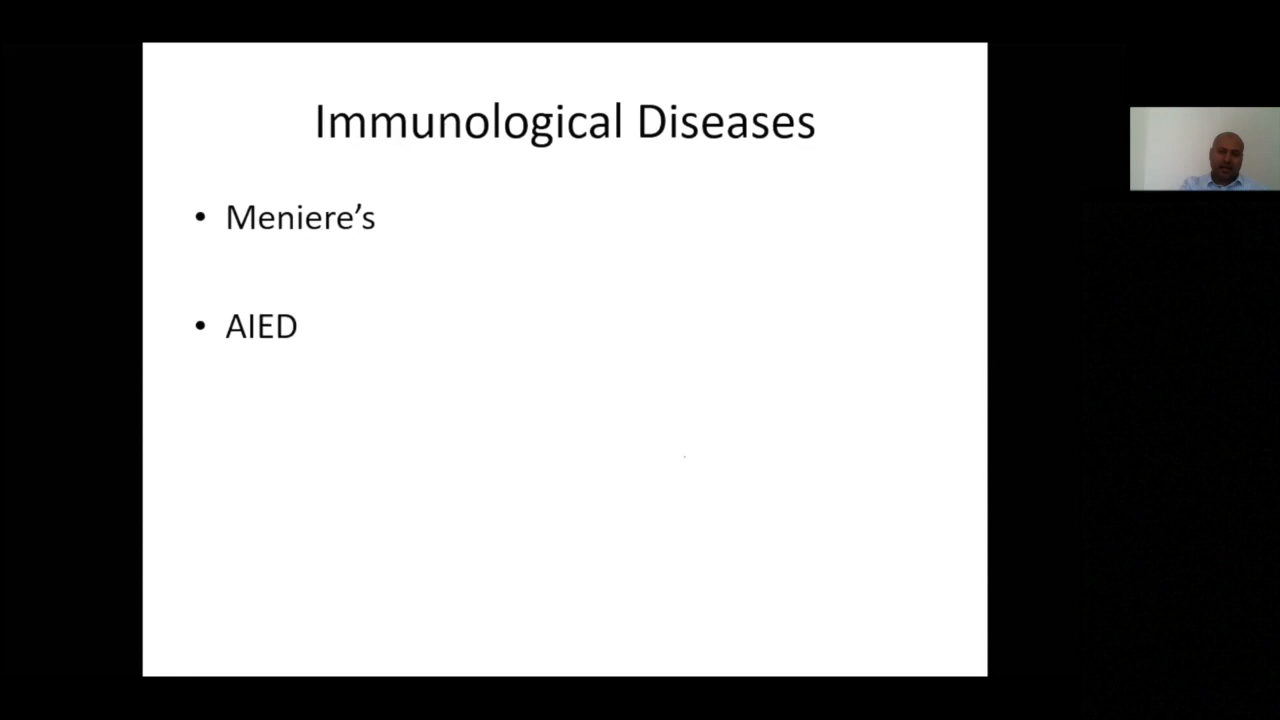 Immunological Diseases
• Meniere’s
• AIED